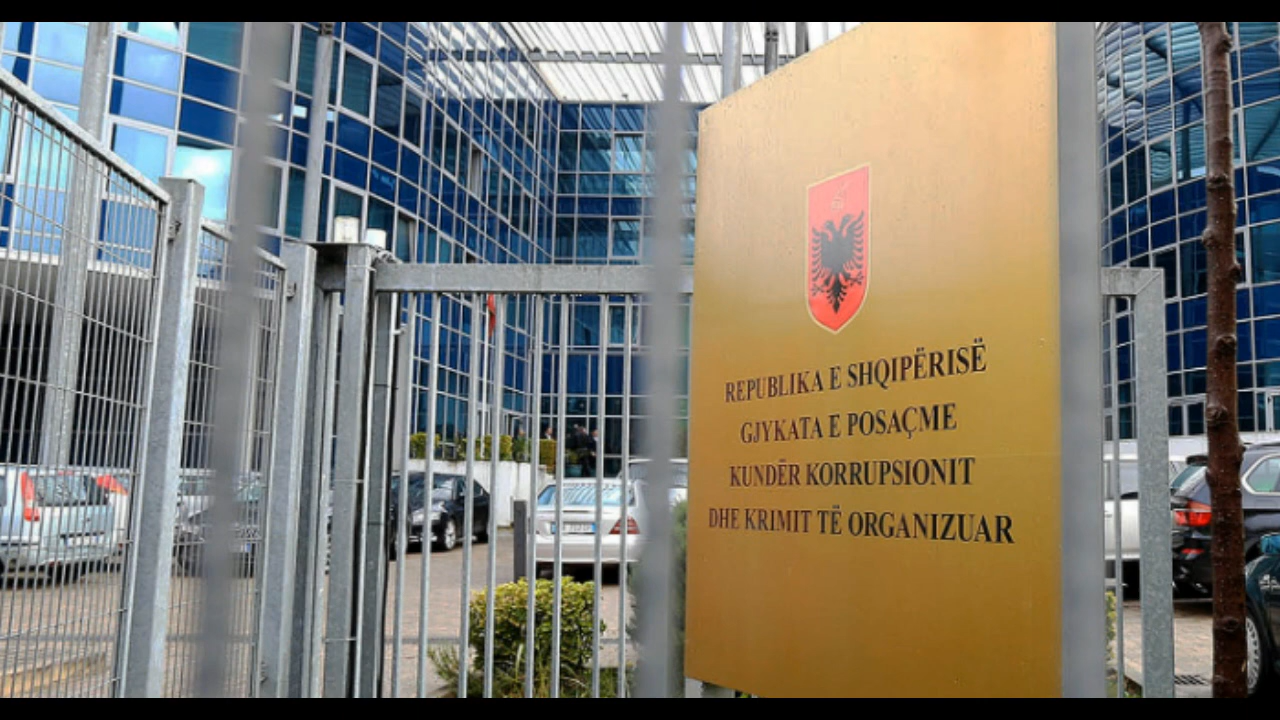 REPUBLIKA E SHQIPËRISË
GJYKATA E POSAÇME
KUNDËR KORRUPSIONIT
DHE KRIMIT TË ORGANIZUAR